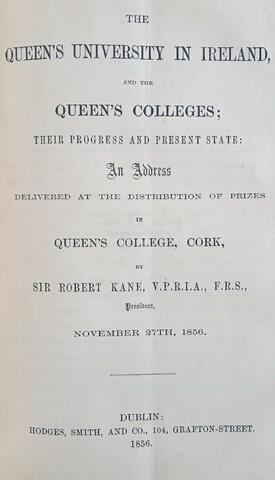 THE
QUEEN'S UNIVERSITY IN IRELAND,
AND THE
QUEEN'S COLLEGES;
THEIR PROGRESS AND PRESENT STATE:
An Address
DELIVERED AT THE DISTRIBUTION OF PRIZES
IN
QUEEN'S COLLEGE, CORK,
BY
SIR ROBERT KANE, V.P.R.I.A., F.R.S.,
President,
NOVEMBER 27TH, 1856.
DUBLIN:
HODGES, SMITH, AND CO., 104, GRAFTON-STREET.
1856.